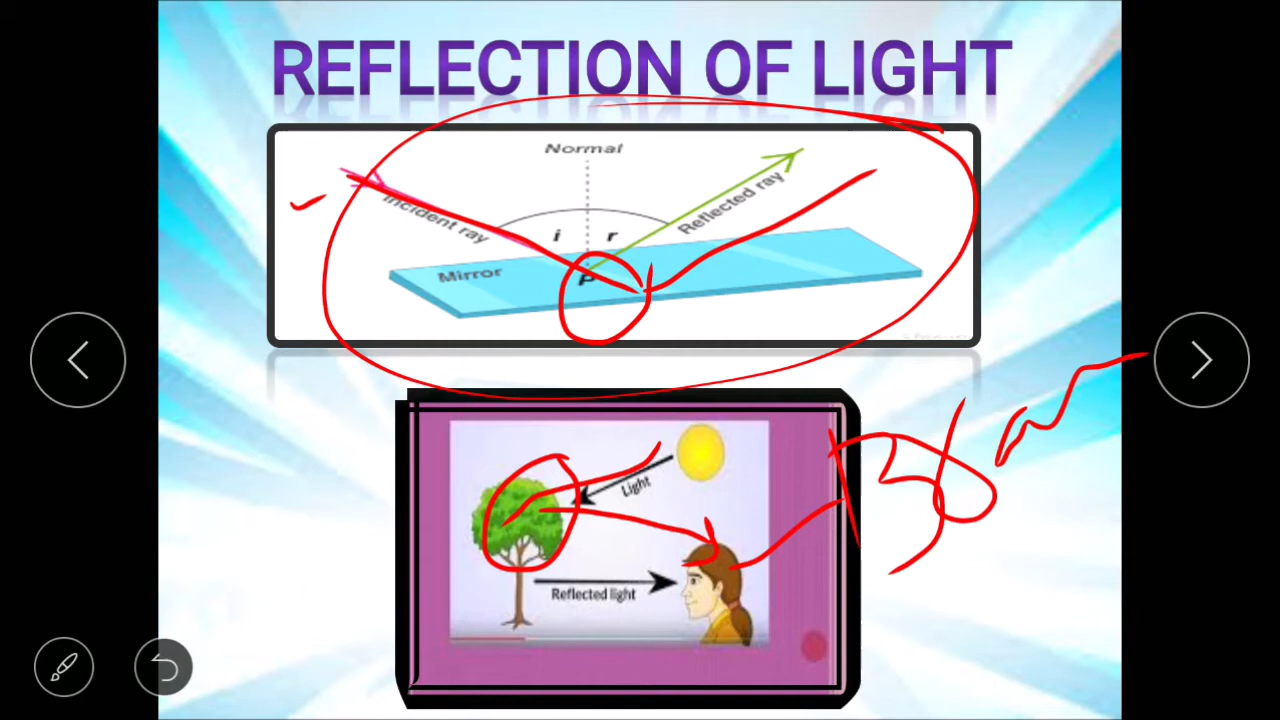 REFLECTION OF LIGHT
Normal
Incident ray
Reflected ray
i r
Mirror
P
Light
Reflected light